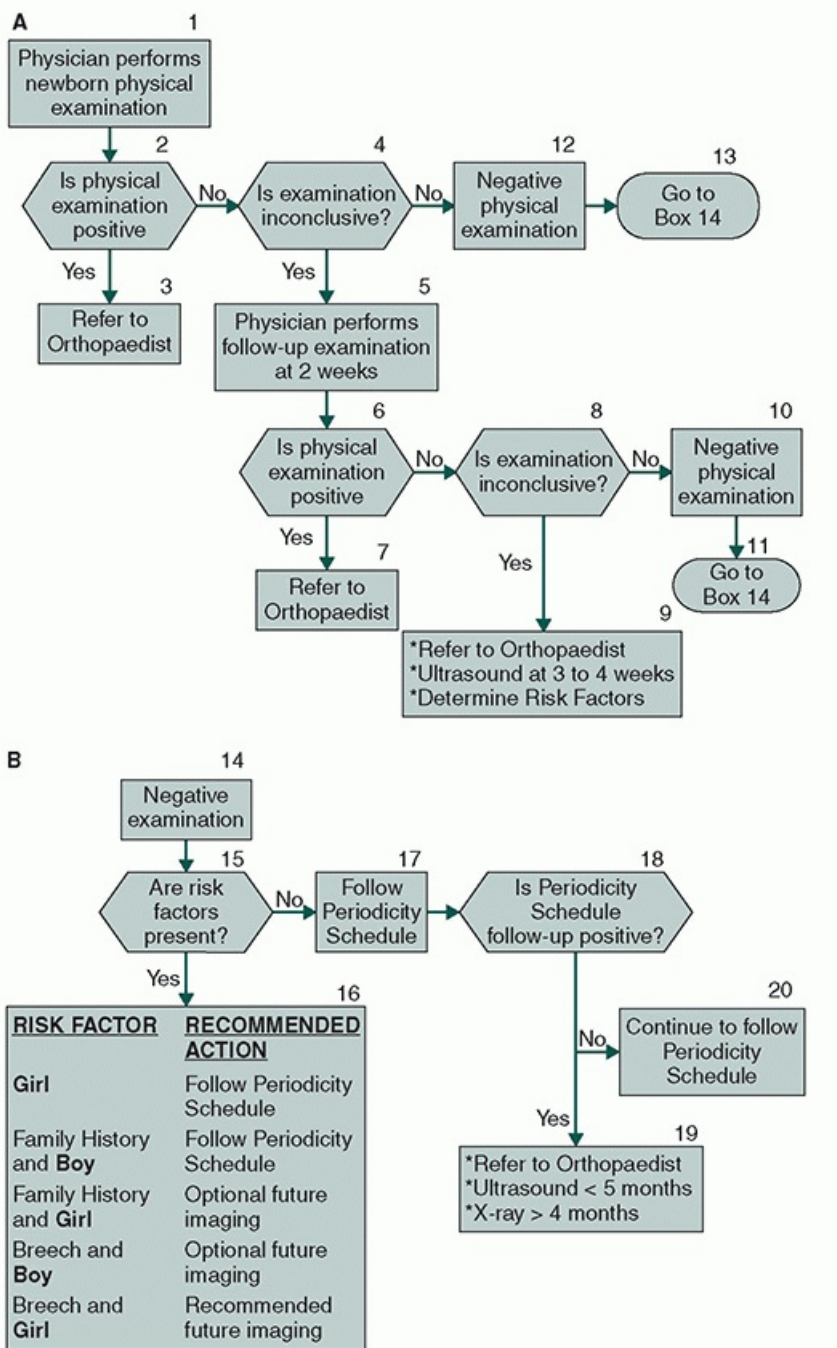 A
1
Physician performs
newborn physical
examination
2
Is physical
examination
positive
No
4
Is examination
inconclusive?
No
12
Negative
physical
examination
13
Go to
Box 14
Yes
3
Refer to
Orthopaedist
Yes
5
Physician performs
follow-up examination
at 2 weeks
6
Is physical
examination
positive
No
8
Is examination
inconclusive?
No
10
Negative
physical
examination
Yes
7
Refer to
Orthopaedist
Yes
11
Go to
Box 14
9
*Refer to Orthopaedist
*Ultrasound at 3 to 4 weeks
*Determine Risk Factors
B
14
Negative
examination
15
Are risk
factors
present?
No
17
Follow
Periodicity
Schedule
18
Is Periodicity
Schedule
follow-up positive?
Yes
16
RISK FACTOR RECOMMENDED
ACTION
Girl Follow Periodicity
Schedule
Family History Follow Periodicity
and Boy Schedule
Family History Optional future
and Girl imaging
Breech and Optional future
Boy imaging
Breech and Recommended
Girl future imaging
No
20
Continue to follow
Periodicity
Schedule
Yes
19
*Refer to Orthopaedist
*Ultrasound < 5 months
*X-ray > 4 months